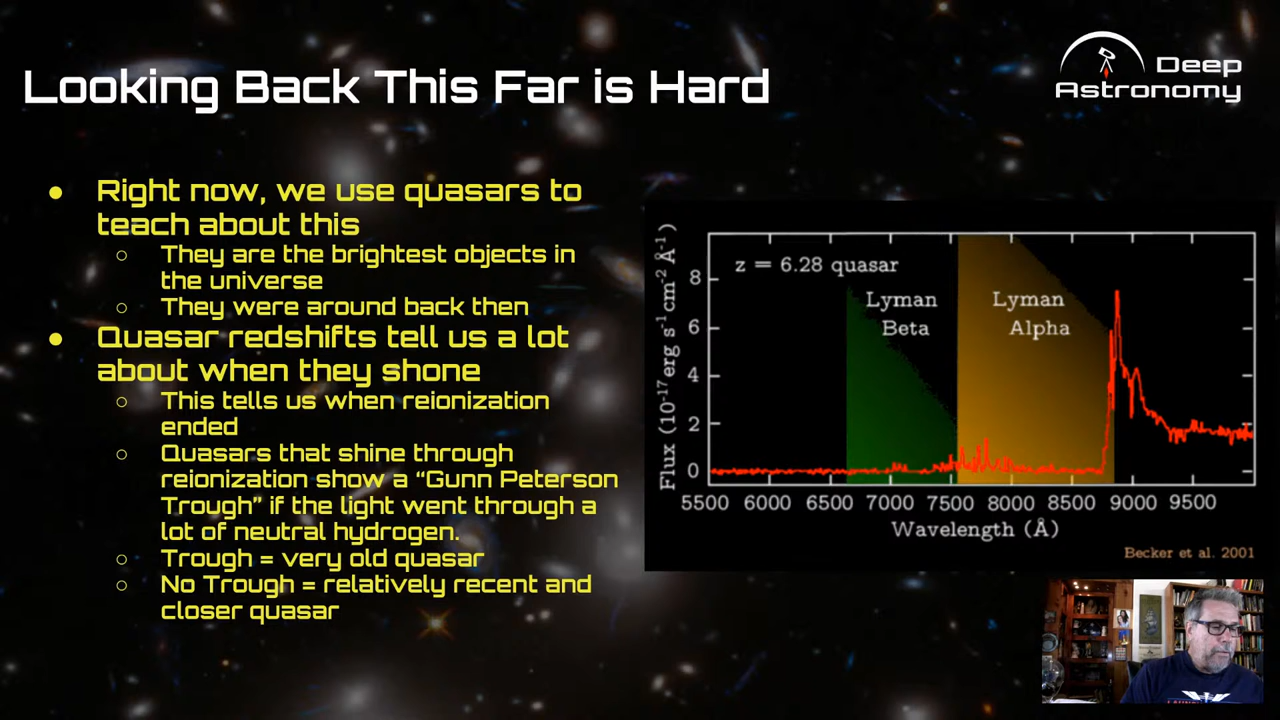 Looking Back This Far is Hard
Deep
Astronomy
● Right now, we use quasars to
teach about this
○ They are the brightest objects in
the universe
○ They were around back then
● Quasar redshifts tell us a lot
about when they shone
○ This tells us when reionization
ended
○ Quasars that shine through
reionization show a “Gunn Peterson
Trough” if the light went through a
lot of neutral hydrogen.
○ Trough = very old quasar
○ No Trough = relatively recent and
closer quasar
z = 6.28 quasar
Lyman
Beta
Lyman
Alpha
Flux (10⁻¹⁷ erg s⁻¹ cm⁻² Å⁻¹)
8
6
4
2
0
5500 6000 6500 7000 7500 8000 8500 9000 9500
Wavelength (Å)
Becker et al. 2001